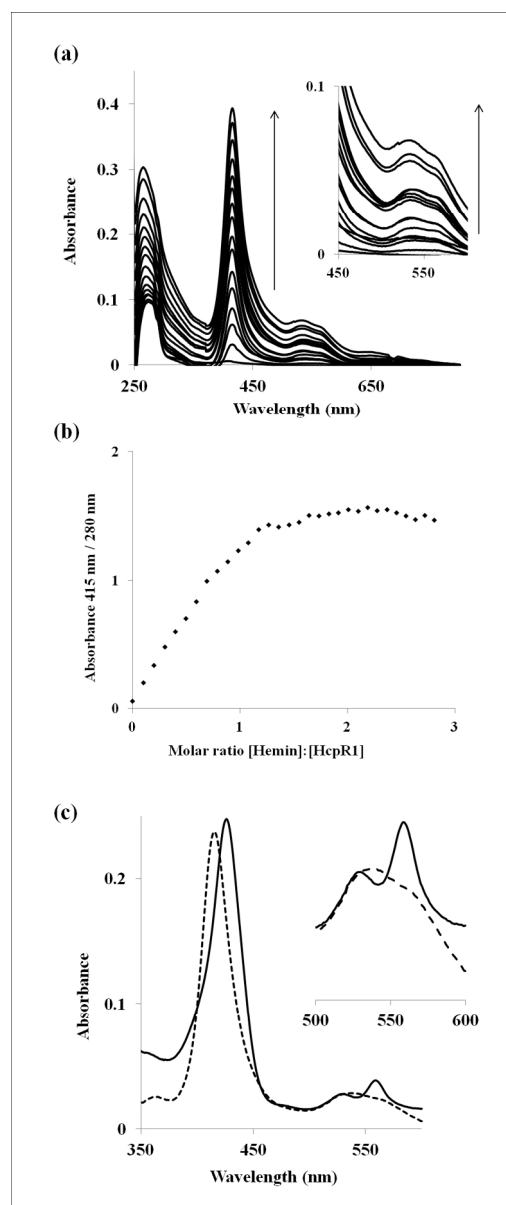 (a)
0.4
0.3
0.2
0.1
0
Absorbance
250 450 650
Wavelength (nm)
0.1
0
450 550
(b)
2
1
0
Absorbance 415 nm / 280 nm
0 1 2 3
Molar ratio [Hemin]:[HcpR1]
(c)
0.2
0.1
0
Absorbance
350 450 550
Wavelength (nm)
500 550 600